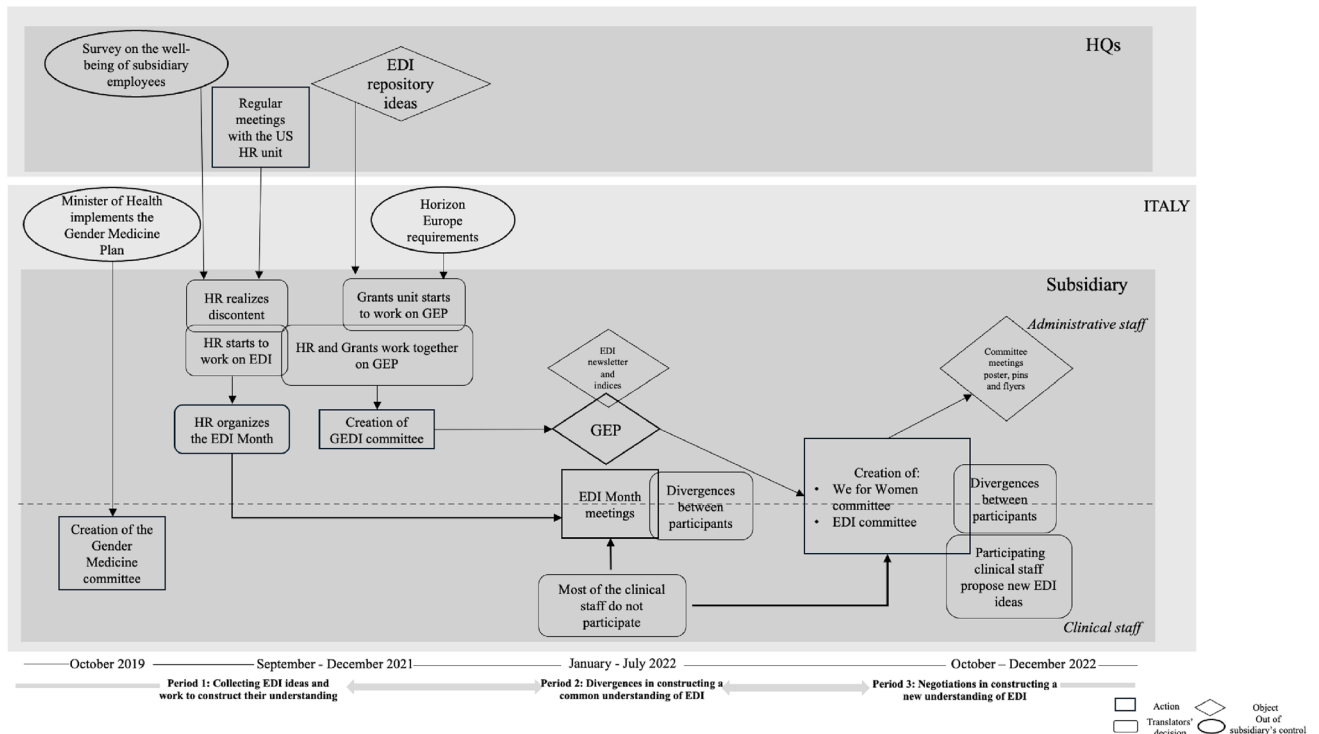 HQs
Survey on the well-
being of subsidiary
employees
EDI
repository
ideas
Regular
meetings
with the US
HR unit
ITALY
Minister of Health
implements the
Gender Medicine
Plan
Horizon
Europe
requirements
Subsidiary
HR realizes
discontent
Grants unit starts
to work on GEP
Administrative staff
HR starts to
work on EDI
HR and Grants work together
on GEP
EDI
newsletter
and
indices
Committee
meetings
poster, pins
and flyers
HR organizes
the EDI Month
Creation of
GEDI committee
GEP
EDI Month
meetings
Divergences
between
participants
Creation of:
• We for Women
committee
• EDI committee
Divergences
between
participants
Creation of the
Gender
Medicine
committee
Most of the clinical
staff do not
participate
Participating
clinical staff
propose new EDI
ideas
Clinical staff
October 2019
September - December 2021
January - July 2022
October – December 2022
Period 1: Collecting EDI ideas and
work to construct their understanding
Period 2: Divergences in constructing a
common understanding of EDI
Period 3: Negotiations in constructing a
new understanding of EDI
Action
Object
Translators'
decision
Out of
subsidiary's control